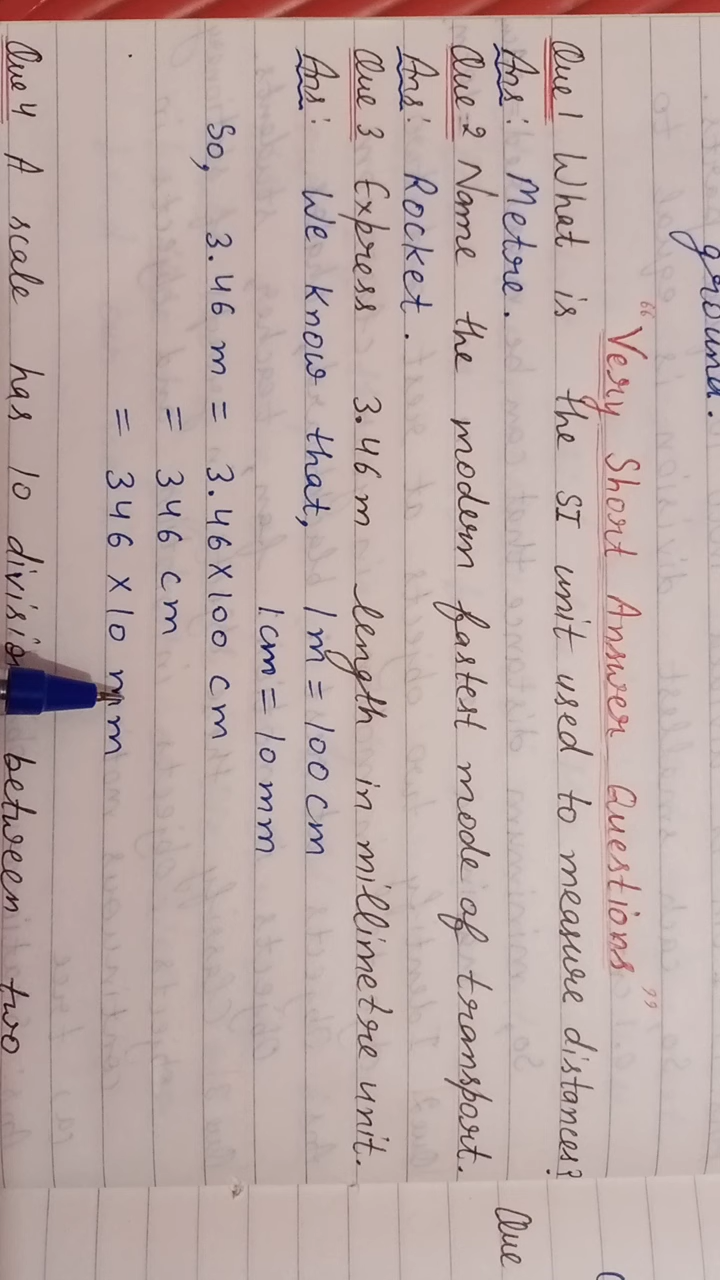 ground.
"Very Short Answer Questions"
Que 1 What is the SI unit used to measure distances?
Ans: Metre.
Que-2 Name the modern fastest mode of transport.
Ans: Rocket.
Que 3 Express 3.46 m length in millimetre unit.
Ans: We know that, 1m = 100 cm
1 cm = 10 mm
So, 3.46 m = 3.46 × 100 cm
= 346 cm
= 346 × 10 mm
Que 4 A scale has 10 division between two
Que